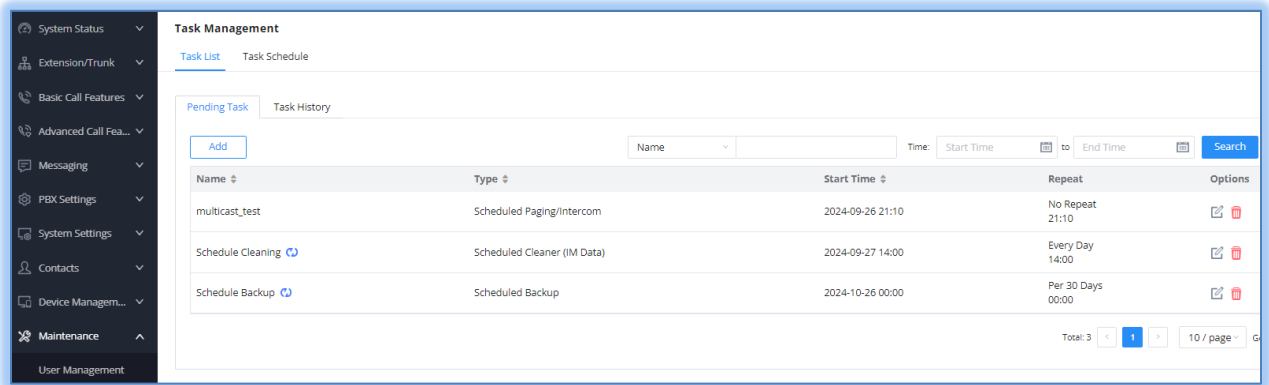 System Status
Extension/Trunk
Basic Call Features
Advanced Call Fea...
Messaging
PBX Settings
System Settings
Contacts
Device Managem...
Maintenance
User Management
Task Management
Task List Task Schedule
Pending Task Task History
Add Name Time: Start Time to End Time Search
Name Type Start Time Repeat Options
multicast_test Scheduled Paging/Intercom 2024-09-26 21:10 No Repeat
21:10
Schedule Cleaning Scheduled Cleaner (IM Data) 2024-09-27 14:00 Every Day
14:00
Schedule Backup Scheduled Backup 2024-10-26 00:00 Per 30 Days
00:00
Total: 3 < 1 > 10 / page